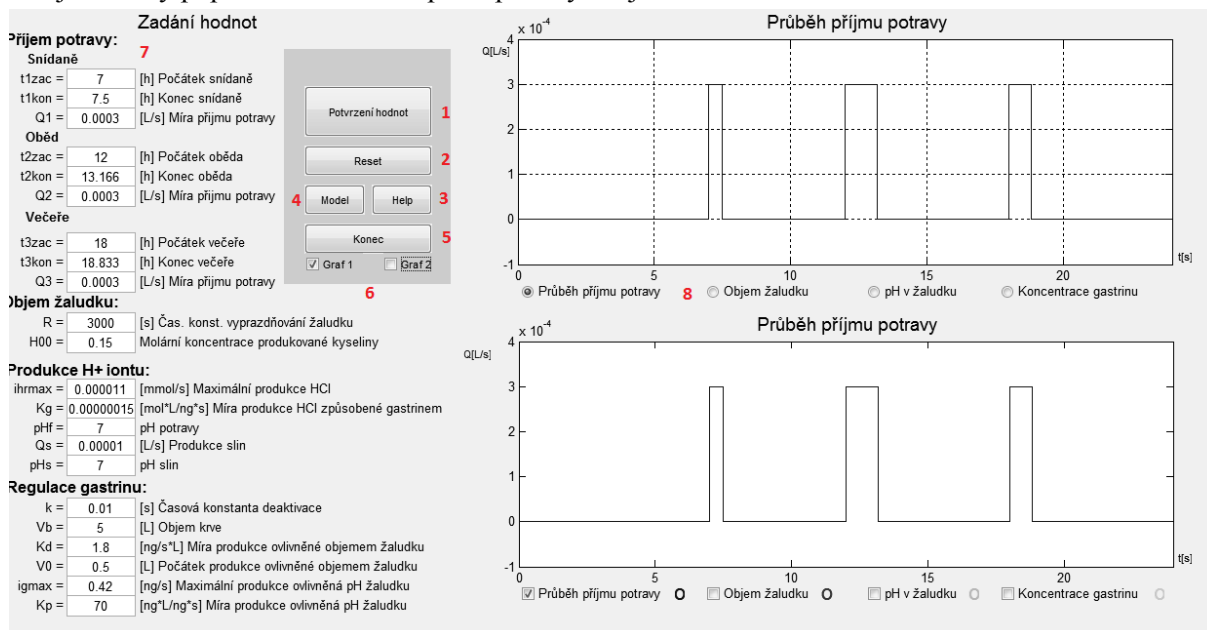 Zadání hodnot
Příjem potravy:
7
Snídaně
t1zac = 7 [h] Počátek snídaně
t1kon = 7.5 [h] Konec snídaně
Q1 = 0.0003 [L/s] Míra přijmu potravy
Oběd
t2zac = 12 [h] Počátek oběda
t2kon = 13.166 [h] Konec oběda
Q2 = 0.0003 [L/s] Míra přijmu potravy
Večeře
t3zac = 18 [h] Počátek večeře
t3kon = 18.833 [h] Konec večeře
Q3 = 0.0003 [L/s] Míra přijmu potravy
Objem žaludku:
R = 3000 [s] Čas. konst. vyprazdňování žaludku
H00 = 0.15 Molární koncentrace produkované kyseliny
Produkce H+ iontu:
ihrmax = 0.000011 [mmol/s] Maximální produkce HCl
Kg = 0.00000015 [mol*L/ng*s] Míra produkce HCl způsobené gastrinem
pHf = 7 pH potravy
Qs = 0.00001 [L/s] Produkce slin
pHs = 7 pH slin
Regulace gastrinu:
k = 0.01 [s] Časová konstanta deaktivace
Vb = 5 [L] Objem krve
Kd = 1.8 [ng/s*L] Míra produkce ovlivněné objemem žaludku
V0 = 0.5 [L] Počátek produkce ovlivněné objemem žaludku
igmax = 0.42 [ng/s] Maximální produkce ovlivněná pH žaludku
Kp = 70 [ng*L/ng*s] Míra produkce ovlivněná pH žaludku
Potvrzení hodnot 1
Reset 2
4 Model Help 3
Konec 5
Graf 1 Graf 2
6
Průběh příjmu potravy
x 10-4
Q[L/s]
4
3
2
1
0
-1
0 5 10 15 20
t[s]
Průběh příjmu potravy 8 Objem žaludku pH v žaludku Koncentrace gastrinu
Průběh příjmu potravy
x 10-4
Q[L/s]
4
3
2
1
0
-1
0 5 10 15 20
t[s]
Průběh příjmu potravy O Objem žaludku O pH v žaludku O Koncentrace gastrinu O